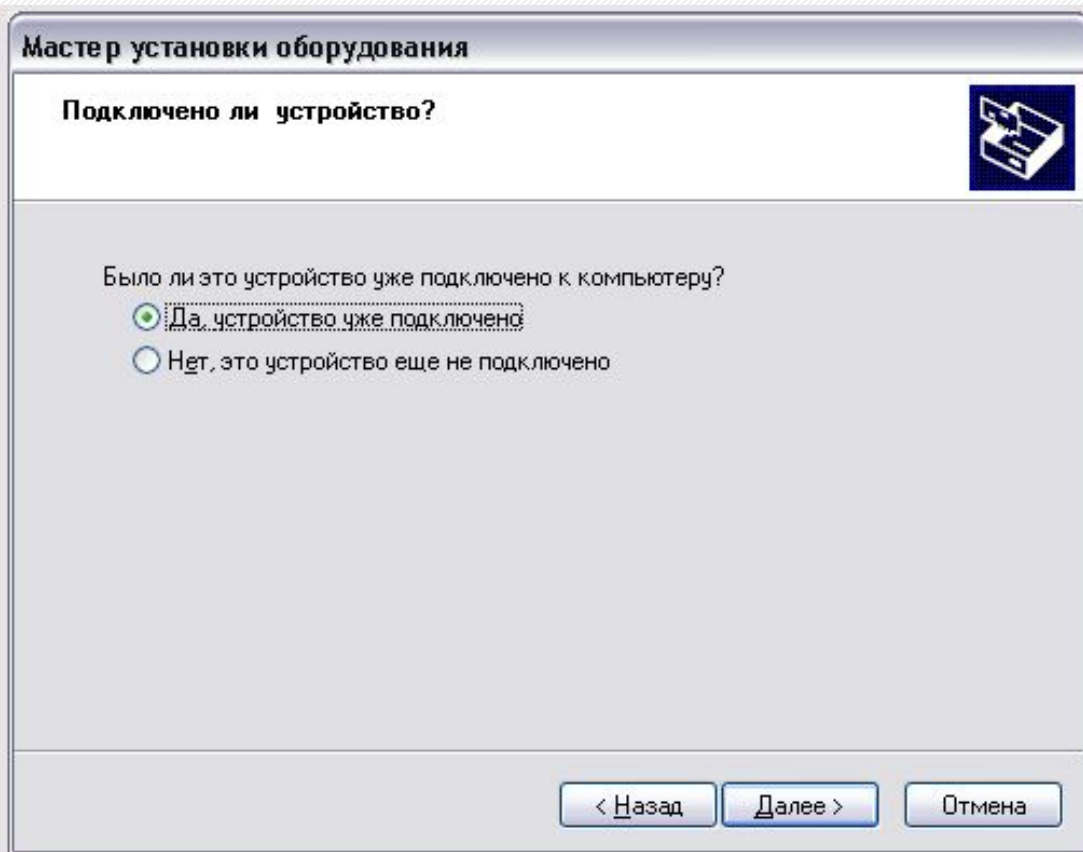 Мастер установки оборудования
Подключено ли устройство?
Было ли это устройство уже подключено к компьютеру?
Да, устройство уже подключено
Нет, это устройство еще не подключено
< Назад
Далее >
Отмена